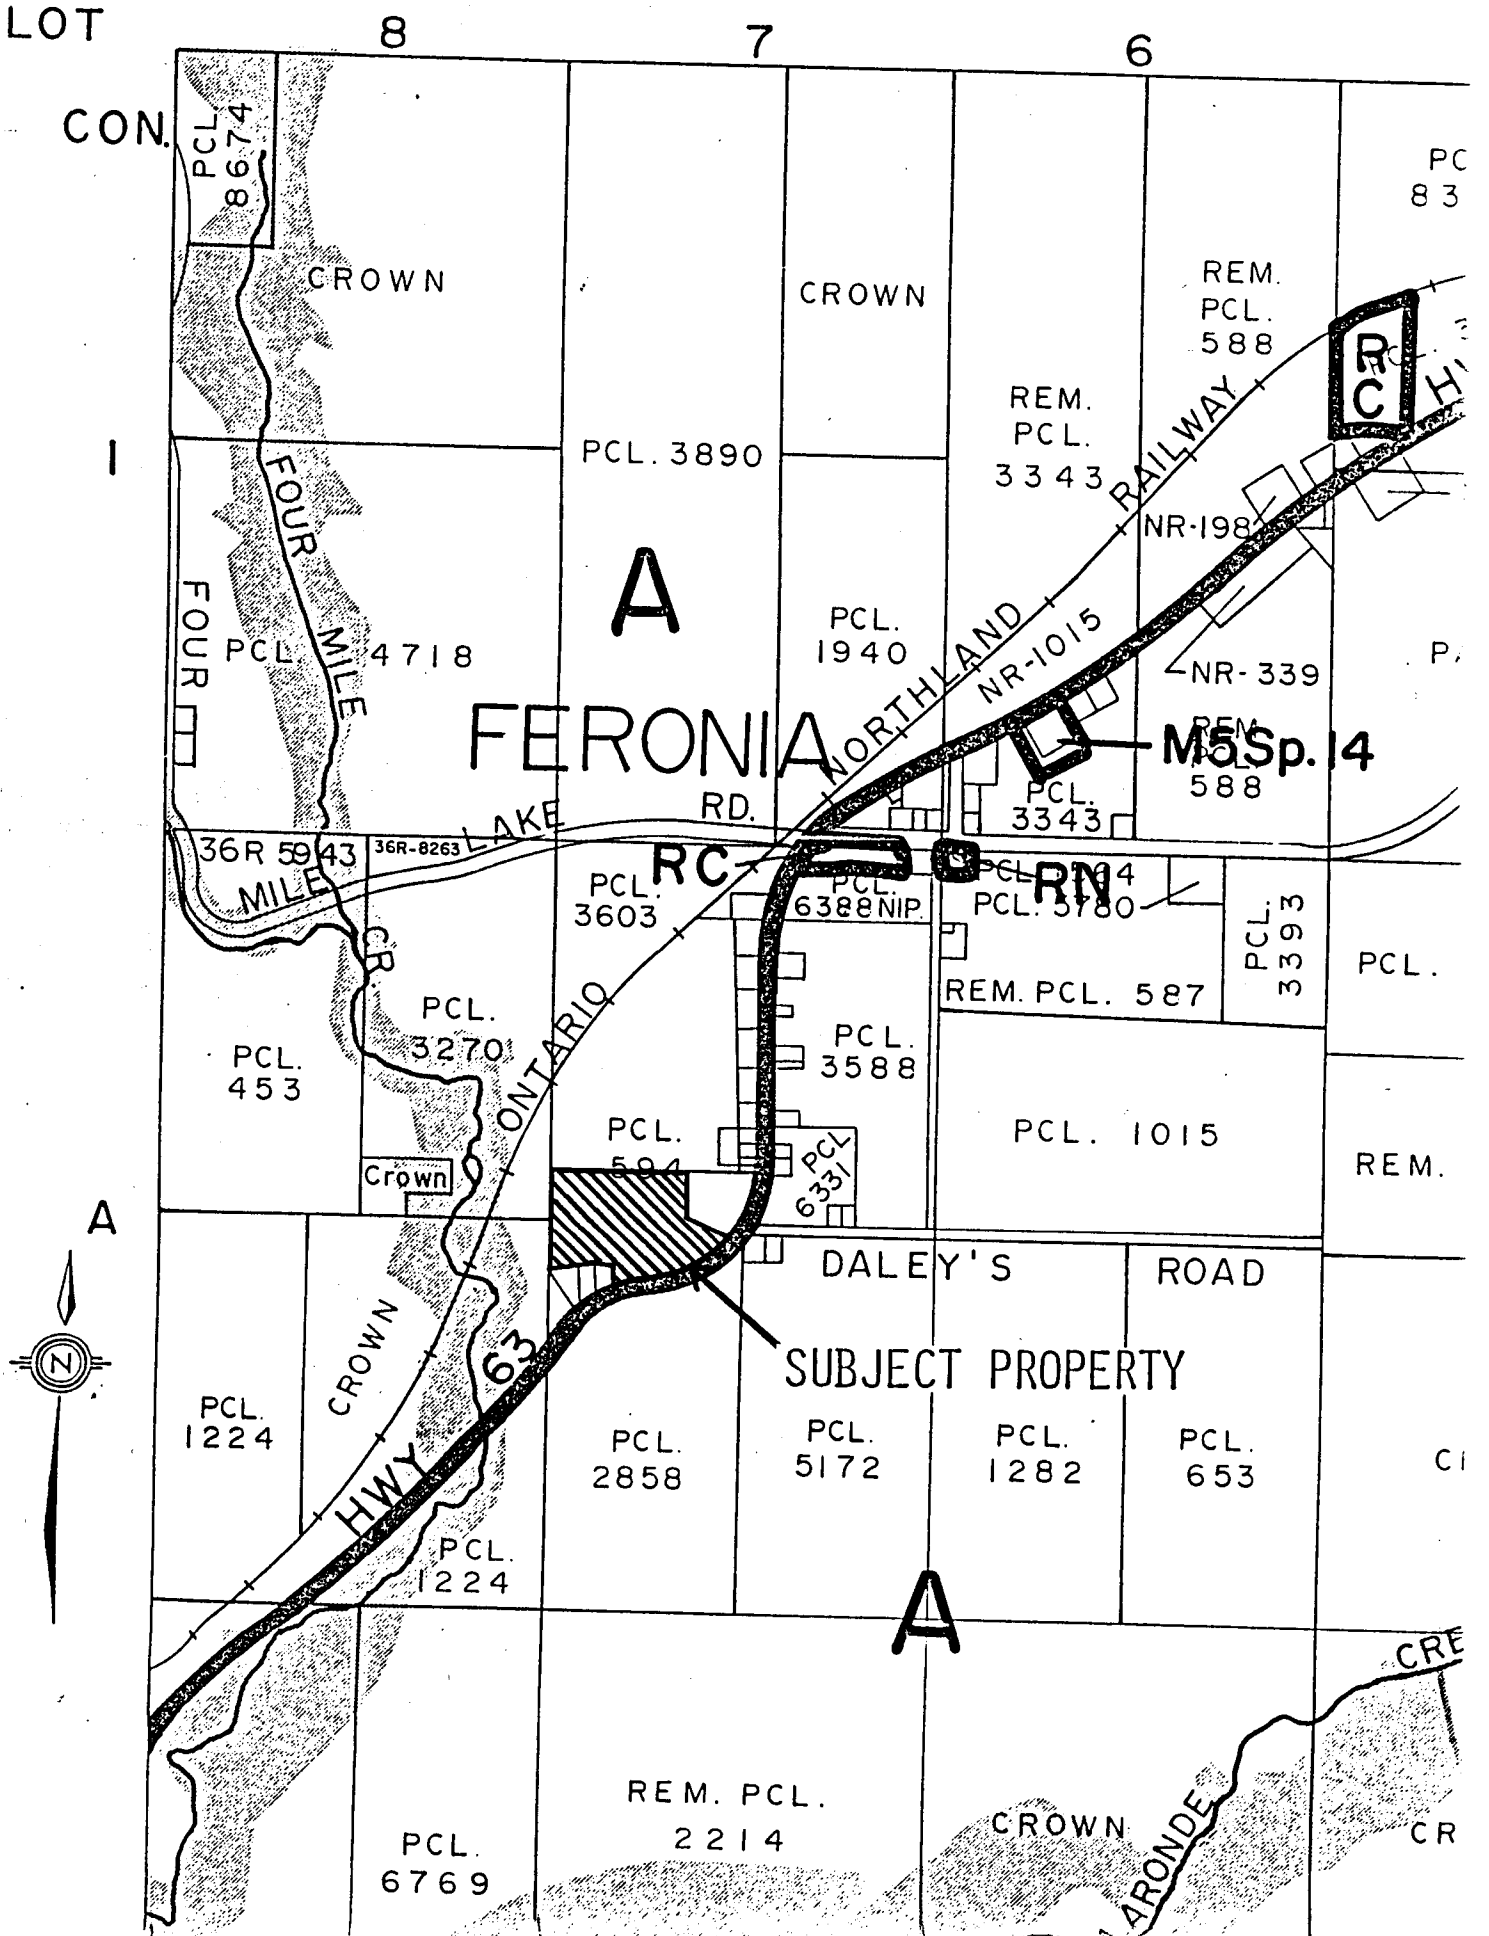 LOT
8
7
6
CON.
PCL.
8674
CROWN
CROWN
REM.
PCL.
588
REM.
PCL.
3343
R
C
I
PCL. 3890
NR-198
FOUR
MILE
CR.
FOUR
MILE
LAKE
RD.
PCL 4718
A
PCL.
1940
ONTARIO
NORTHLAND
RAILWAY
NR-1015
NR-339
FERONIA
M5Sp.14
REM.
588
PCL.
3343
36R 5943
36R-8263
RC
RN
PCL.
3603
PCL.
6388 NIP.
PCL. 5780
PCL.
3393
PCL.
REM. PCL. 587
PCL.
3270
PCL.
453
PCL.
3588
PCL. 1015
REM.
PCL.
594
PCL
6331
Crown
A
DALEY'S ROAD
N
CROWN
HWY
63
SUBJECT PROPERTY
PCL.
1224
PCL.
2858
PCL.
5172
PCL.
1282
PCL.
653
PCL.
1224
A
REM. PCL.
2214
CROWN
PCL.
6769
ARONDE
CRE
CR